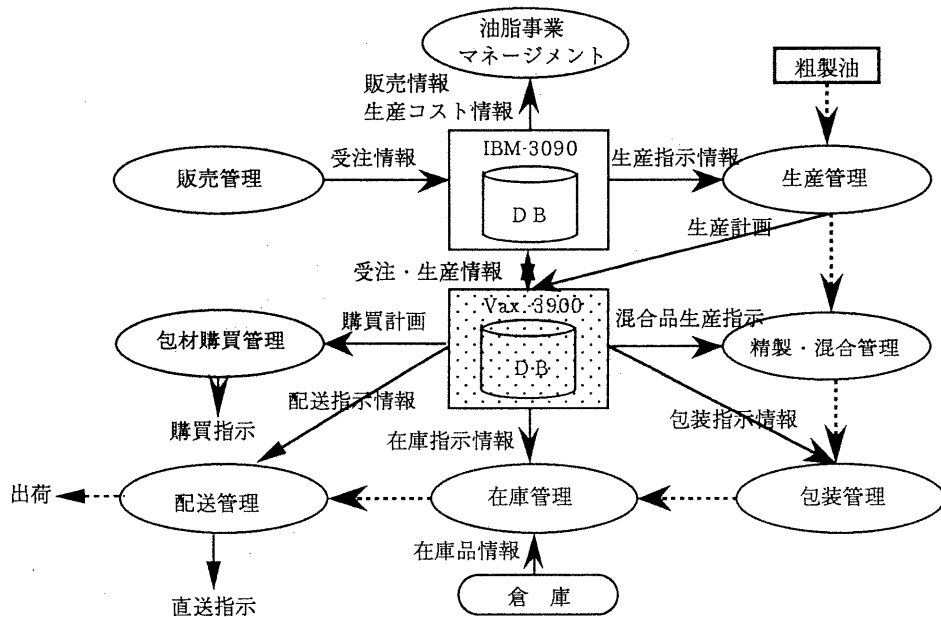 油脂事業
マネージメント
粗製油
販売情報
生産コスト情報
IBM-3090
DB
受注情報
生産指示情報
販売管理
生産管理
生産計画
受注・生産情報
Vax-3900
DB
購買計画
混合品生産指示
包材購買管理
精製・混合管理
配送指示情報
包装指示情報
購買指示
在庫指示情報
出荷
配送管理
在庫管理
包装管理
在庫品情報
直送指示
倉 庫